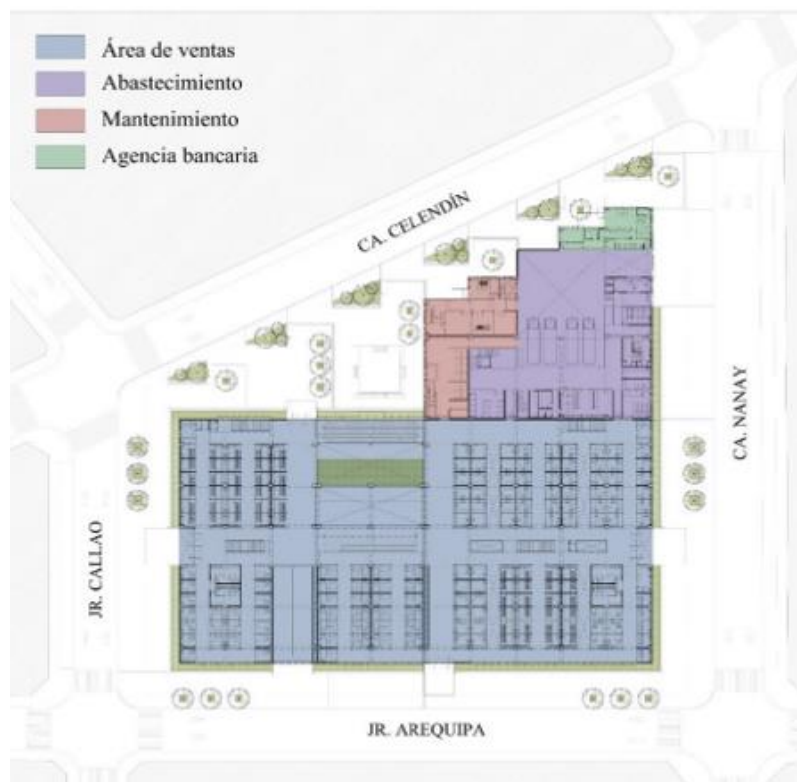 Área de ventas
Abastecimiento
Mantenimiento
Agencia bancaria
CA. CELENDÍN
CA. NANAY
JR. CALLAO
JR. AREQUIPA